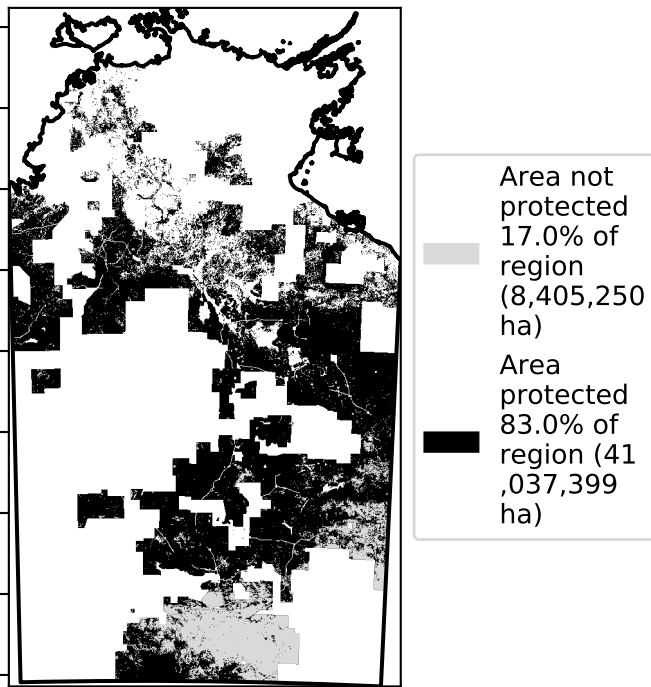 Area not
protected
17.0% of
region
(8,405,250
ha)
Area
protected
83.0% of
region (41
,037,399
ha)